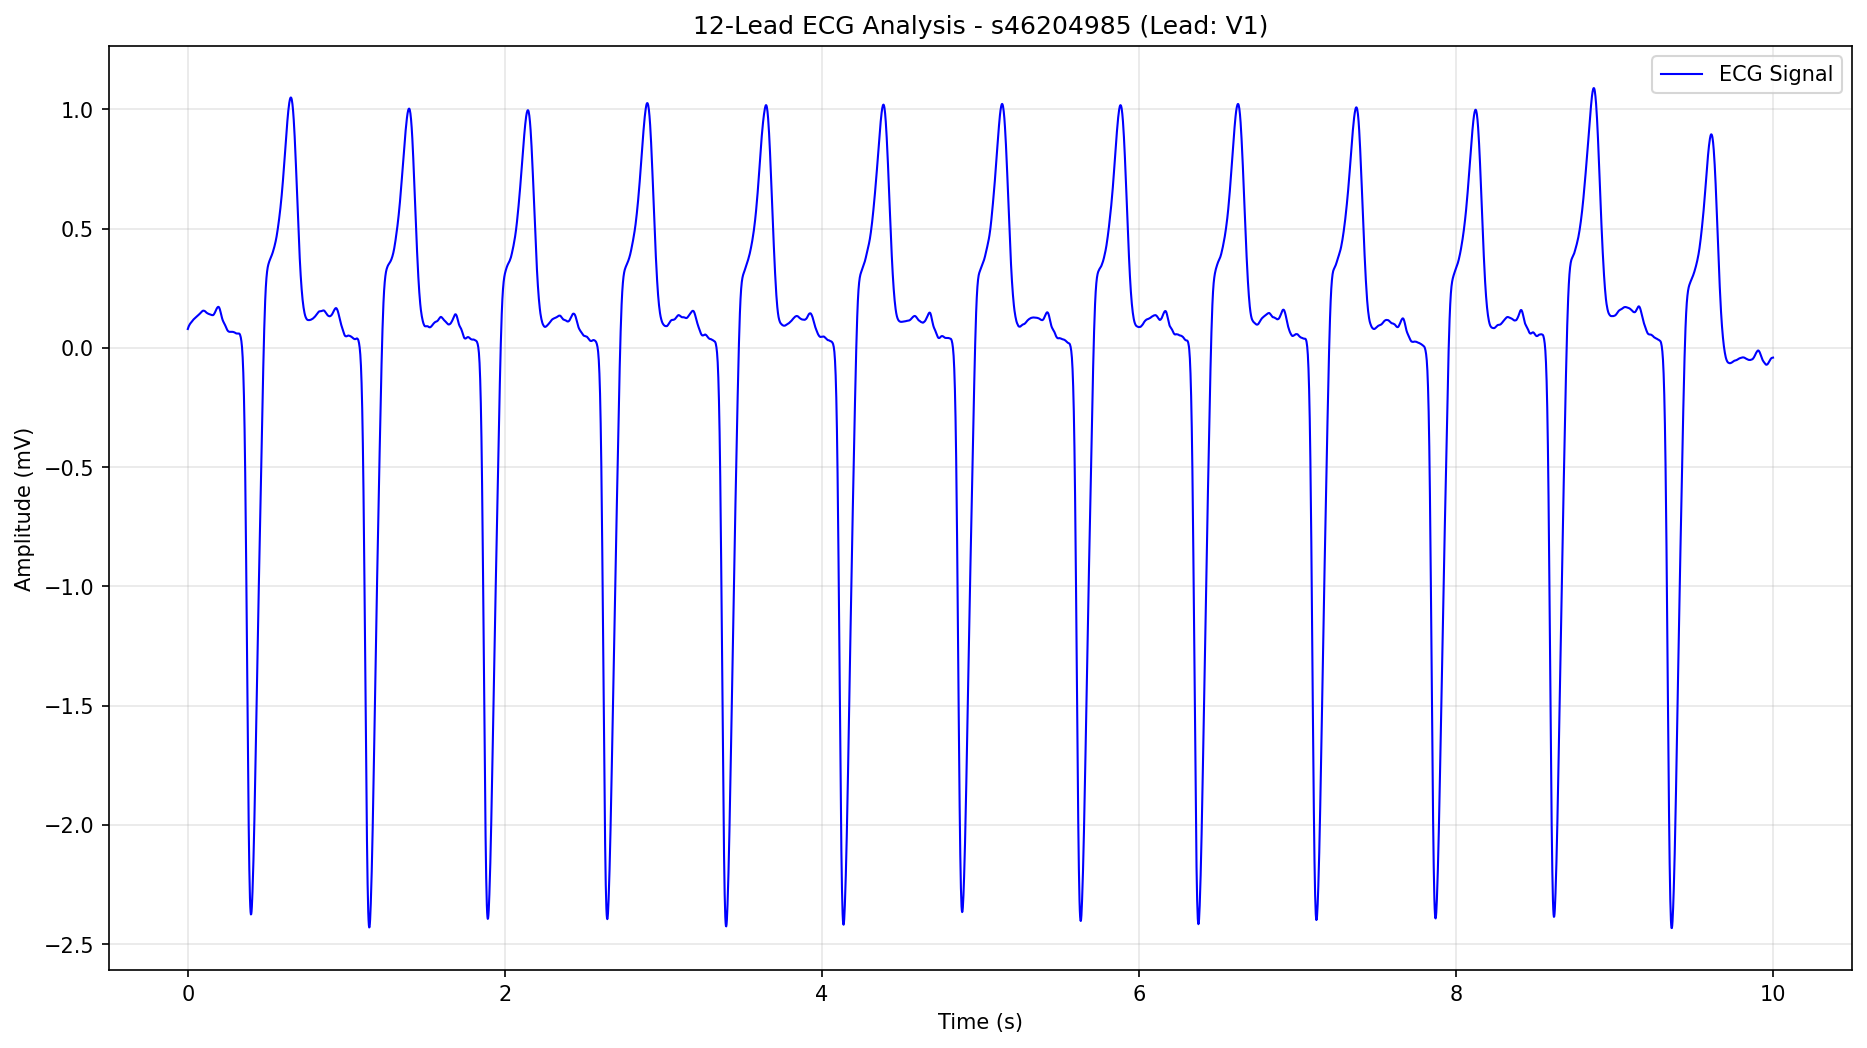 12-Lead ECG Analysis - s46204985 (Lead: V1)
ECG Signal
1.0
0.5
0.0
−0.5
−1.0
−1.5
−2.0
−2.5
Amplitude (mV)
0 2 4 6 8 10
Time (s)